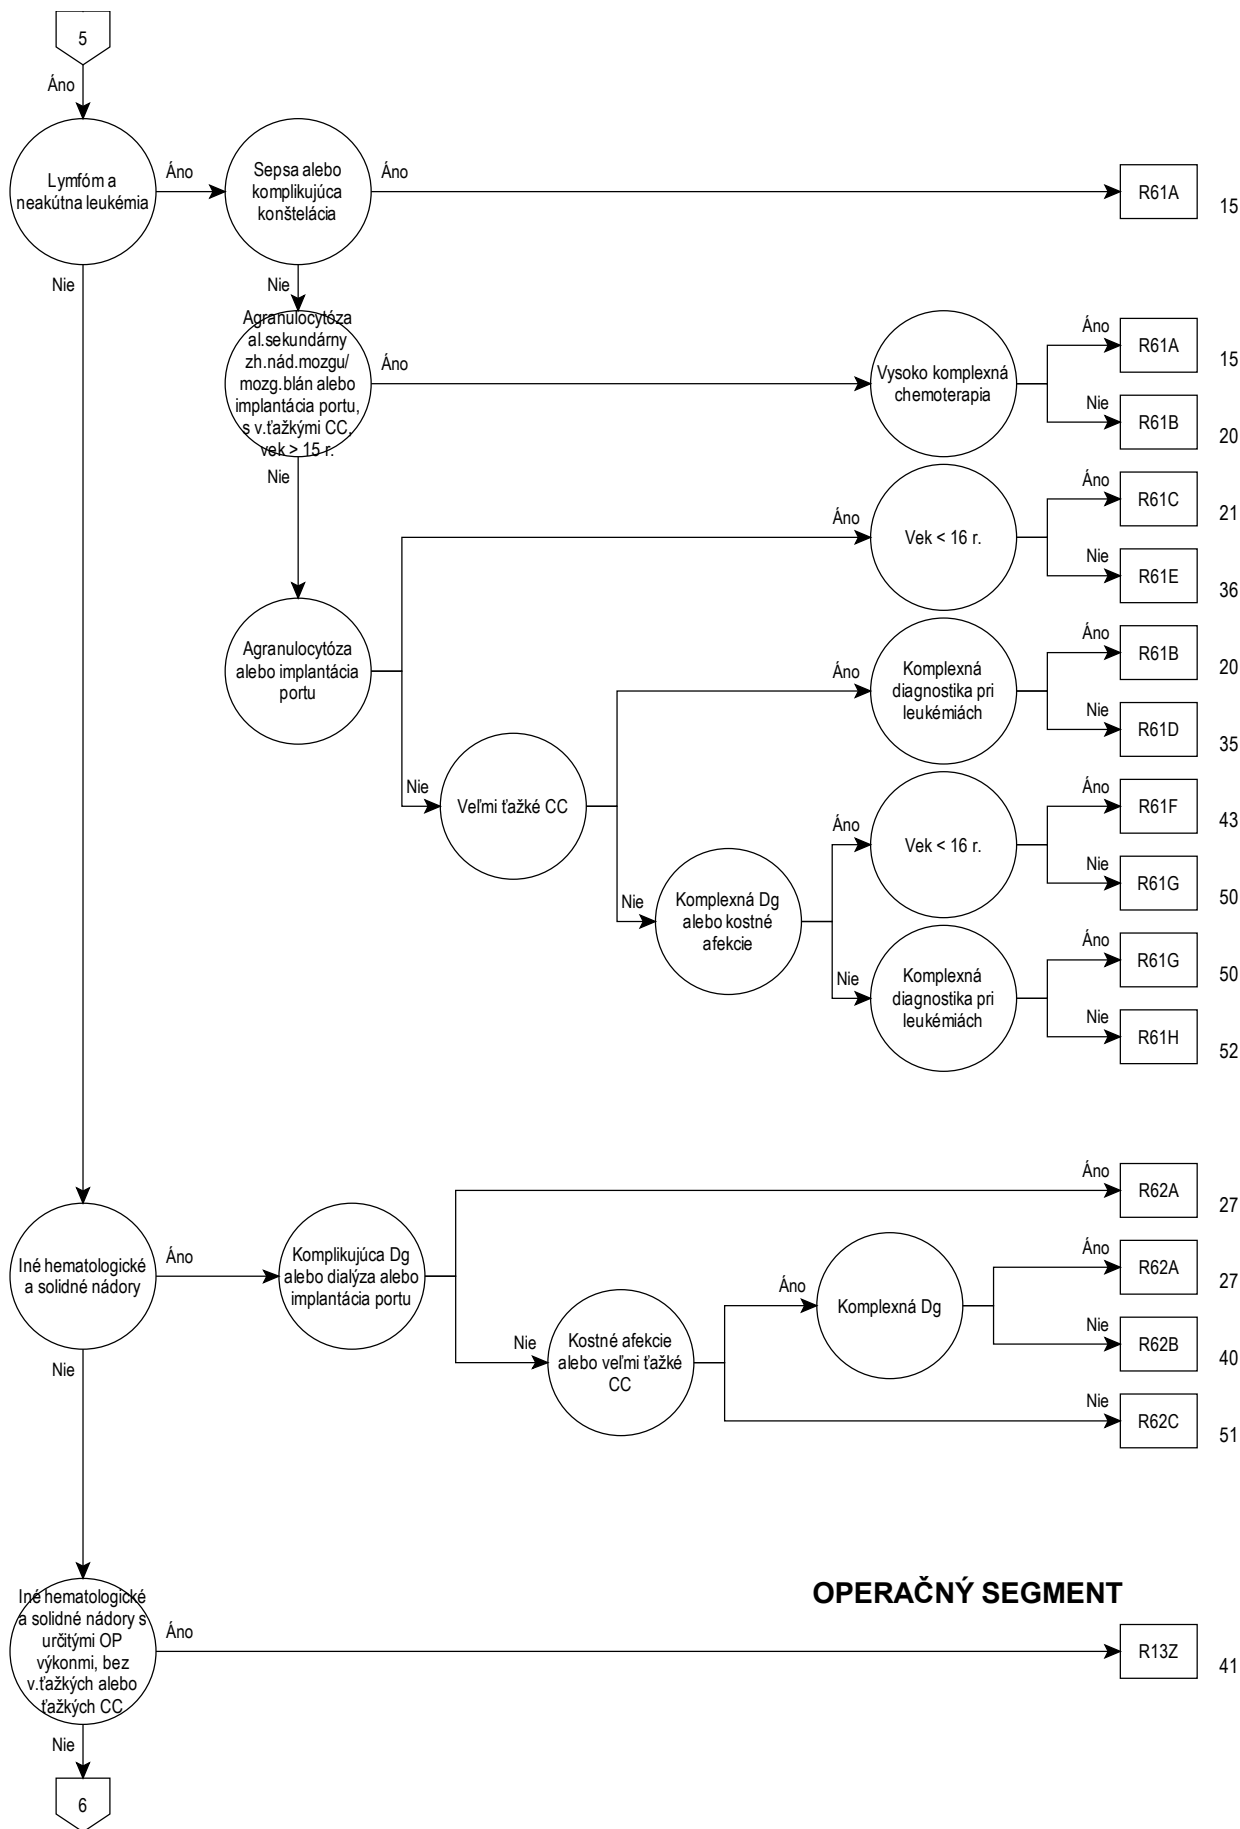 5
Áno
Lymfóm a
neakútna leukémia
Áno
Sepsa alebo
komplikujúca
konštelácia
Áno
R61A
15
Nie
Nie
Agranulocytóza
al.sekundárny
zh.nád.mozgu/
mozg.blán alebo
implantácia portu,
s v.ťažkými CC,
vek > 15 r.
Áno
Vysoko komplexná
chemoterapia
Áno
R61A
15
Nie
R61B
20
Nie
Agranulocytóza
alebo implantácia
portu
Áno
Vek < 16 r.
Áno
R61C
21
Nie
R61E
36
Nie
Veľmi ťažké CC
Áno
Komplexná
diagnostika pri
leukémiách
Áno
R61B
20
Nie
R61D
35
Nie
Komplexná Dg
alebo kostné
afekcie
Áno
Vek < 16 r.
Áno
R61F
43
Nie
R61G
50
Nie
Komplexná
diagnostika pri
leukémiách
Áno
R61G
50
Nie
R61H
52
Iné hematologické
a solidné nádory
Áno
Komplikujúca Dg
alebo dialýza alebo
implantácia portu
Áno
R62A
27
Nie
Kostné afekcie
alebo veľmi ťažké
CC
Áno
Komplexná Dg
Áno
R62A
27
Nie
R62B
40
Nie
R62C
51
Nie
OPERAČNÝ SEGMENT
Iné hematologické
a solidné nádory s
určitými OP
výkonmi, bez
v.ťažkých alebo
ťažkých CC
Áno
R13Z
41
Nie
6